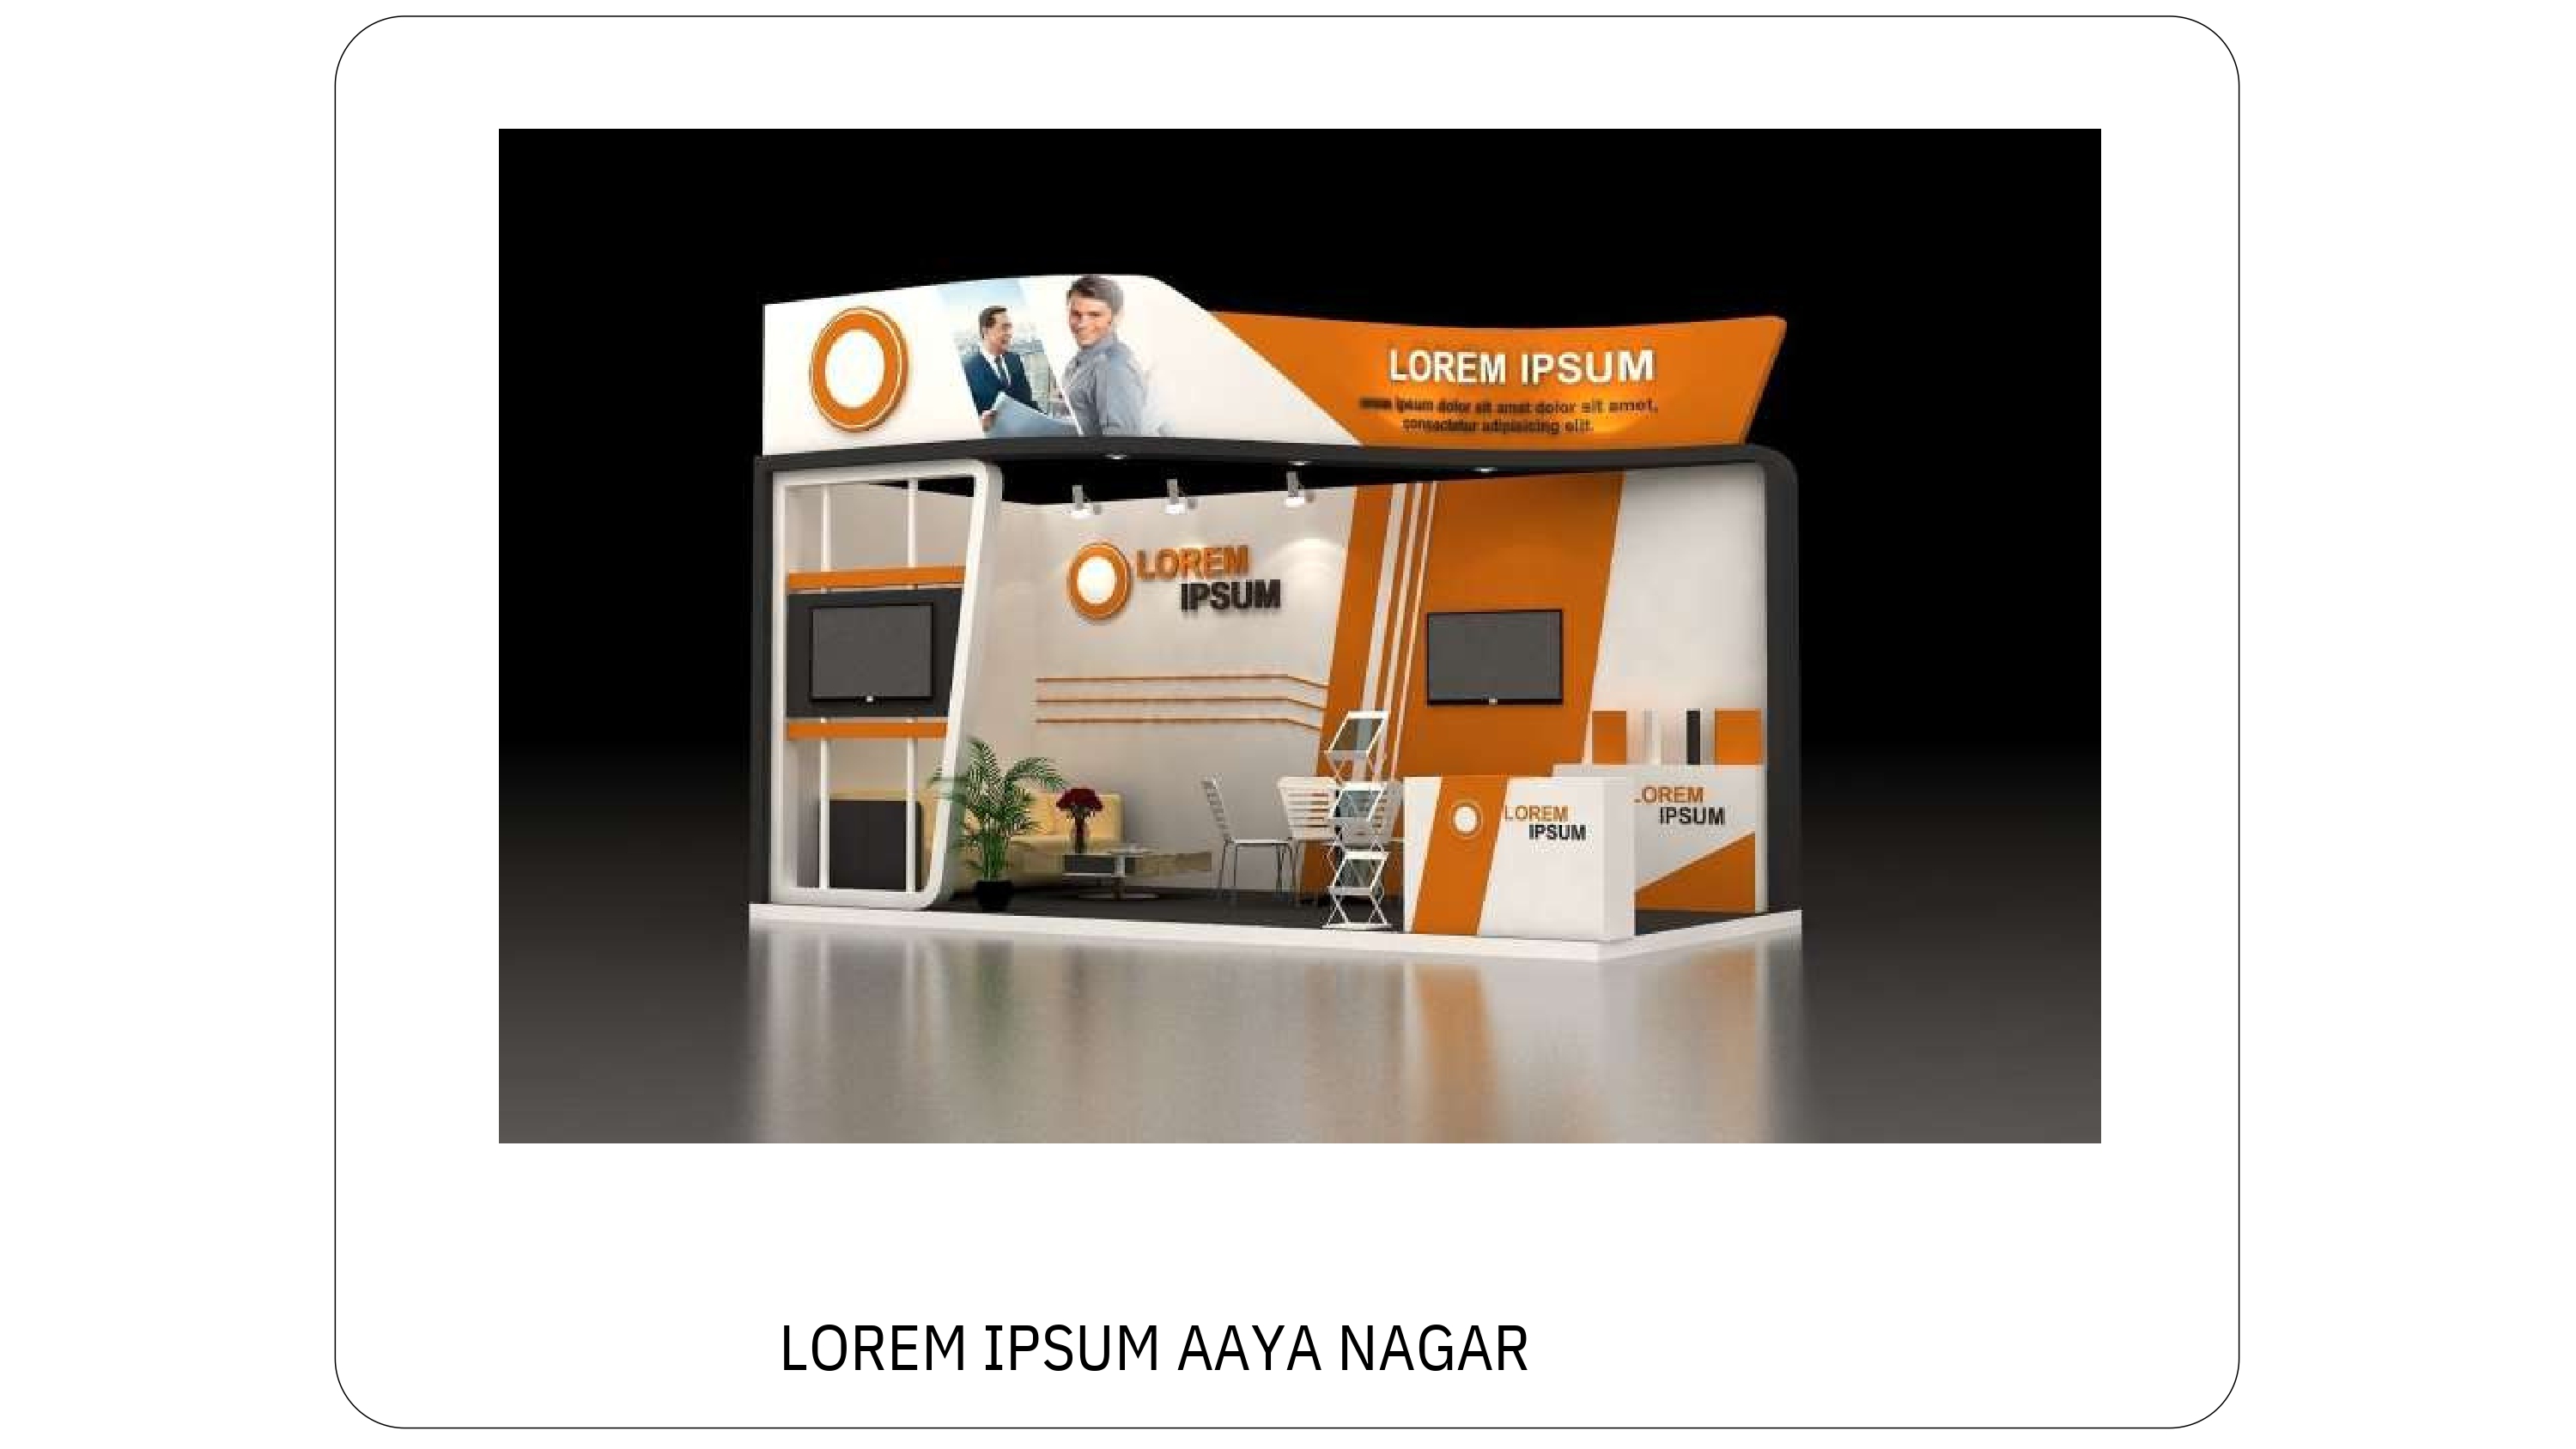 LOREM IPSUM
ipsum dolor sit amet dolor sit amet,
consectetur adipisicing elit.
LOREM
IPSUM
LOREM
IPSUM
LOREM
IPSUM
LOREM IPSUM AAYA NAGAR